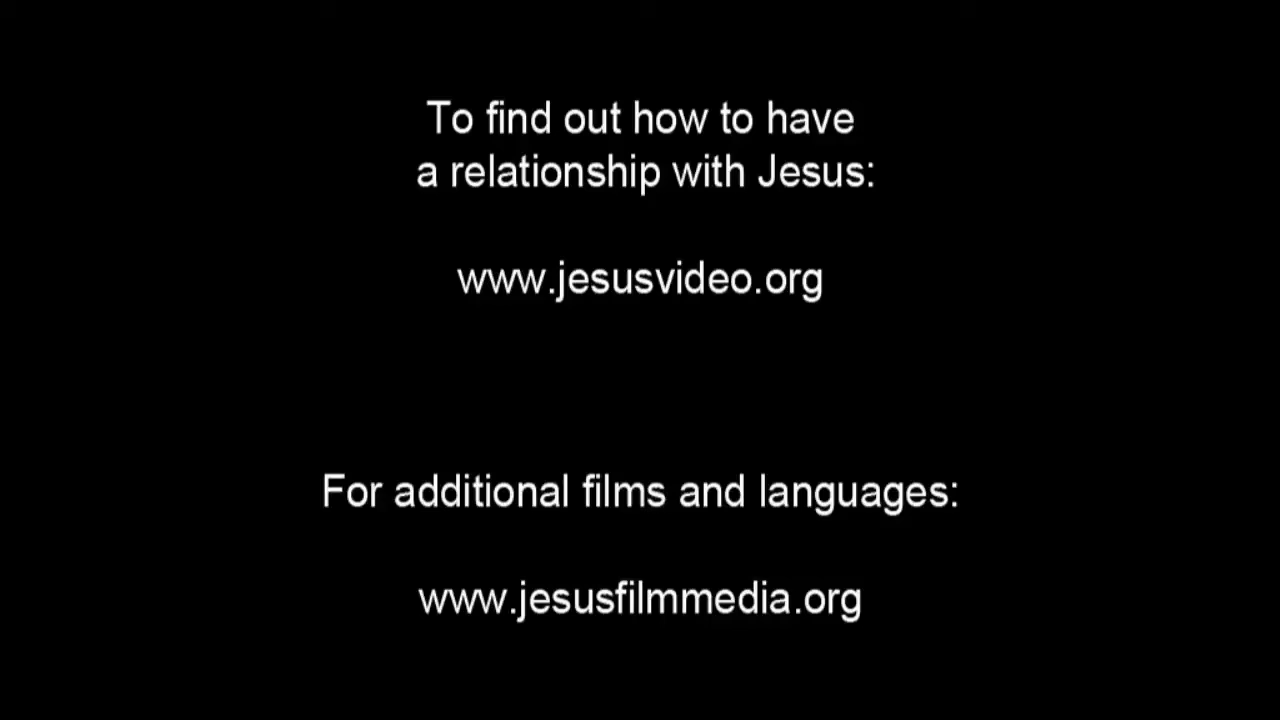 To find out how to have
a relationship with Jesus:
www.jesusvideo.org
For additional films and languages:
www.jesusfilmmedia.org